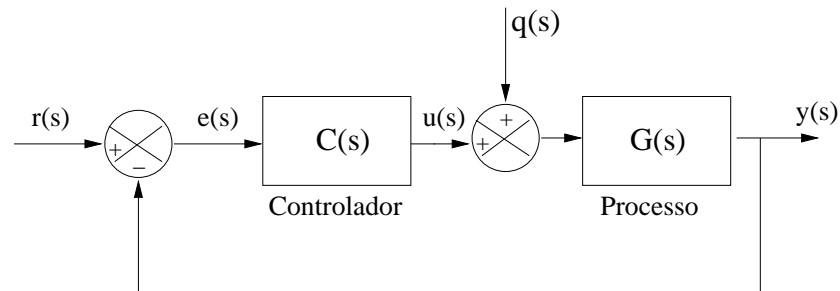 q(s)
r(s)
e(s)
u(s)
y(s)
+
−
C(s)
+
+
G(s)
Controlador
Processo